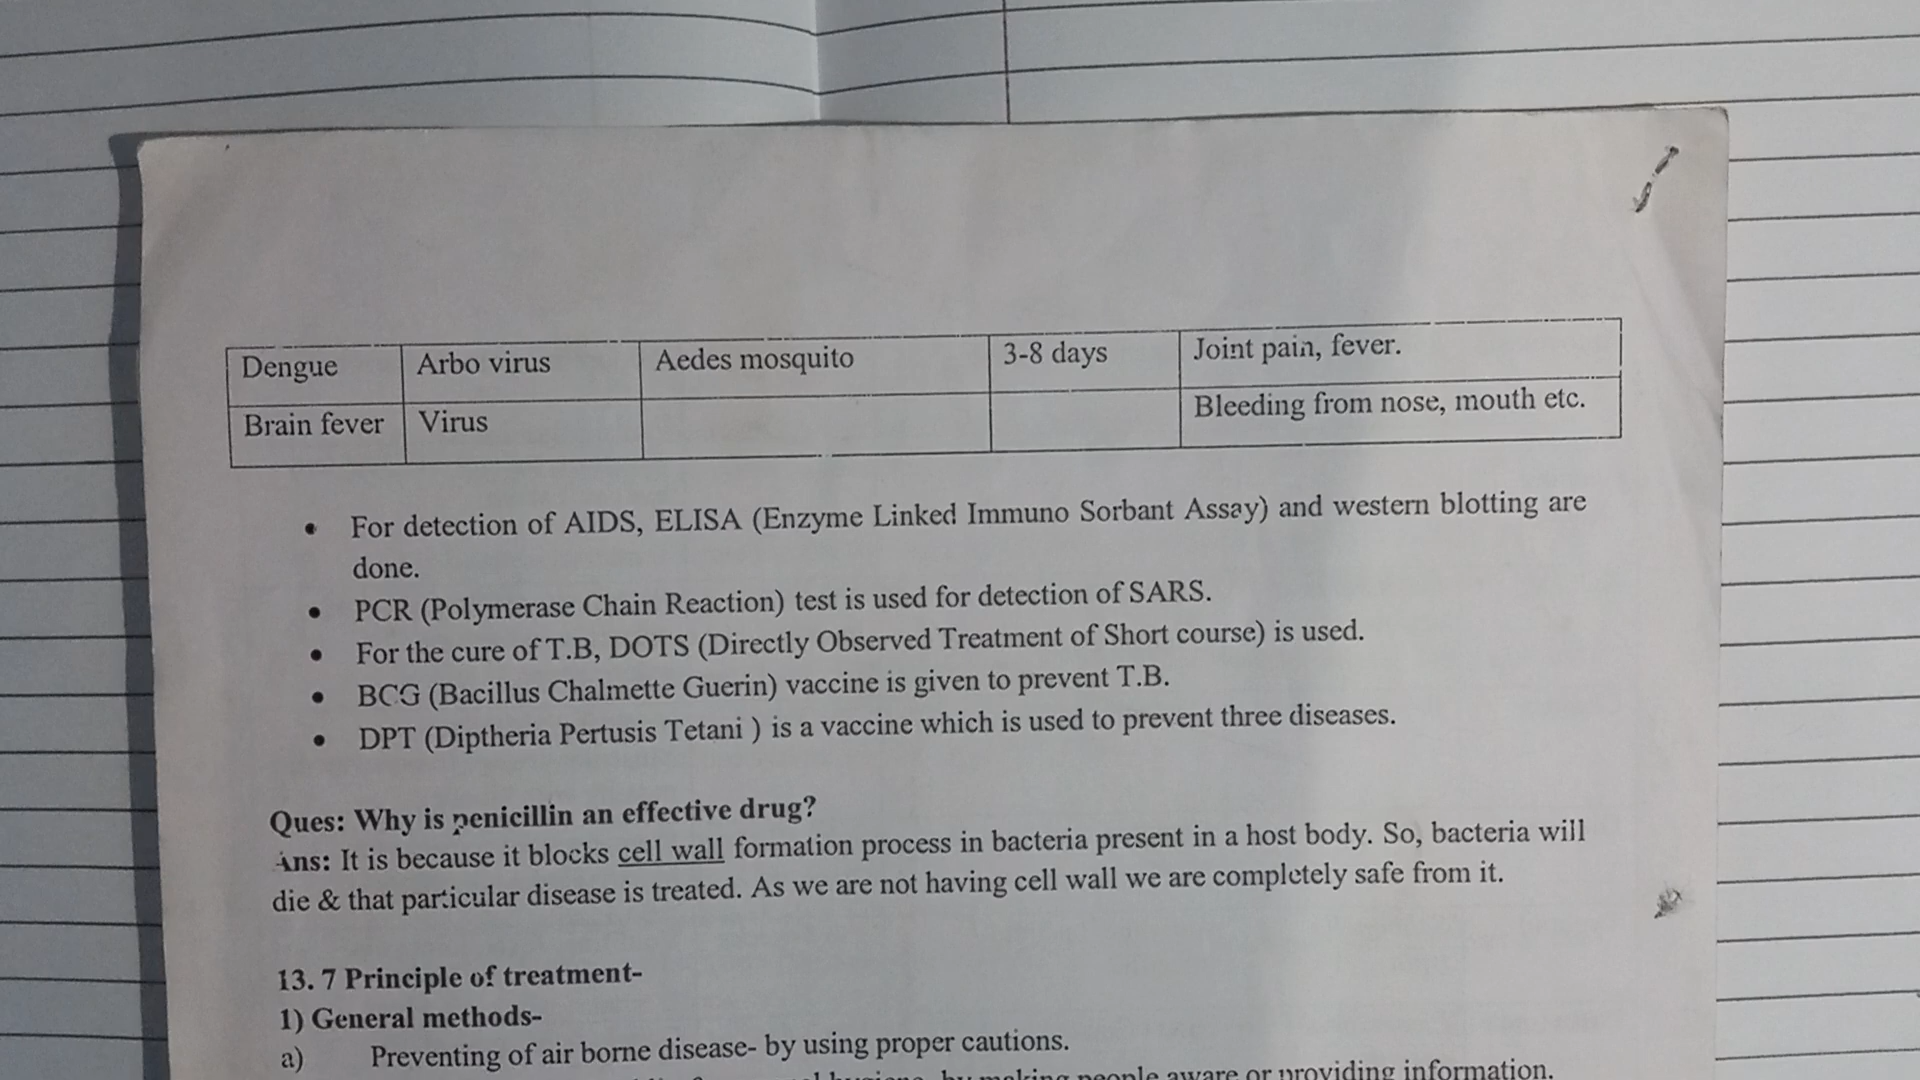 Dengue Arbo virus Aedes mosquito 3-8 days Joint pain, fever.
Brain fever Virus Bleeding from nose, mouth etc.
• For detection of AIDS, ELISA (Enzyme Linked Immuno Sorbant Assay) and western blotting are
done.
• PCR (Polymerase Chain Reaction) test is used for detection of SARS.
• For the cure of T.B, DOTS (Directly Observed Treatment of Short course) is used.
• BCG (Bacillus Chalmette Guerin) vaccine is given to prevent T.B.
• DPT (Diptheria Pertusis Tetani ) is a vaccine which is used to prevent three diseases.
Ques: Why is penicillin an effective drug?
Ans: It is because it blocks cell wall formation process in bacteria present in a host body. So, bacteria will
die & that particular disease is treated. As we are not having cell wall we are completely safe from it.
13. 7 Principle of treatment-
1) General methods-
a) Preventing of air borne disease- by using proper cautions.
by making people aware or providing information.